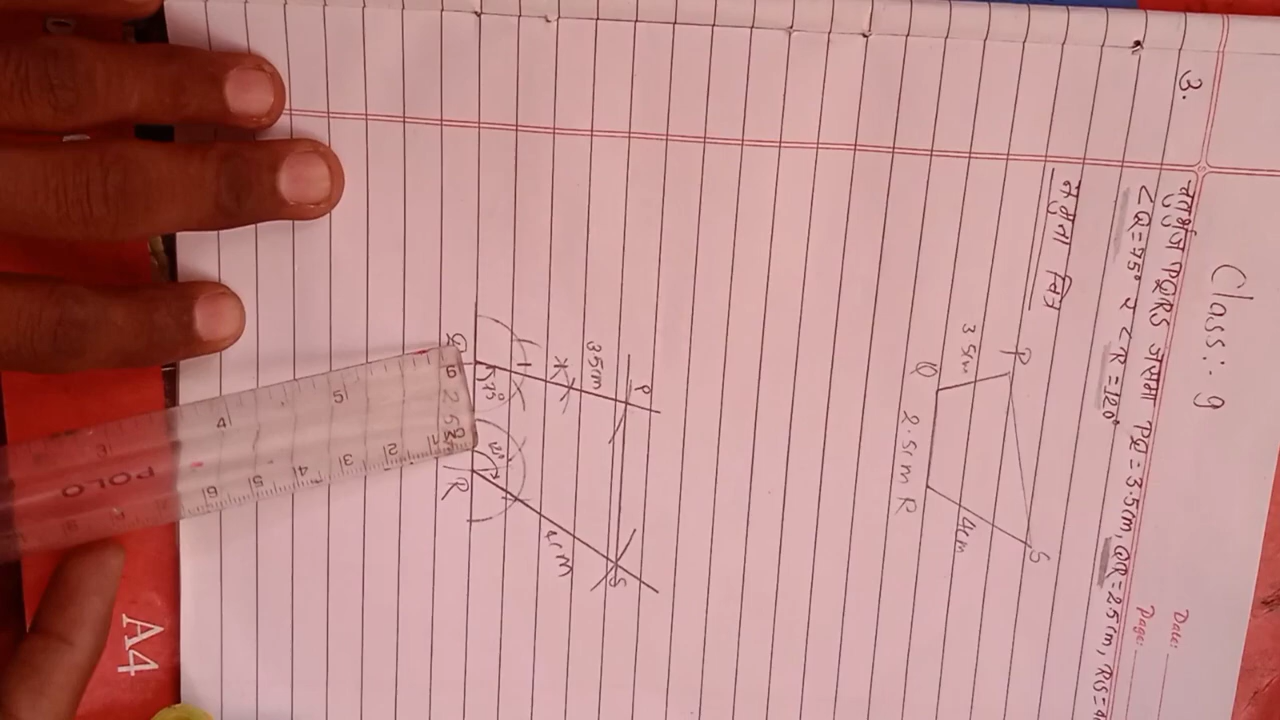 Class: 9
Date:
Page:
3. चतुर्भुज PQRS जसमा PQ = 3.5cm, QR = 2.5cm, RS = 4
<Q = 75° र <R = 120°
नमुना चित्र
P
S
3.5cm
4cm
Q
2.5cm
R
P
S
3.5cm
4cm
75°
120°
Q
R
POLO
A4